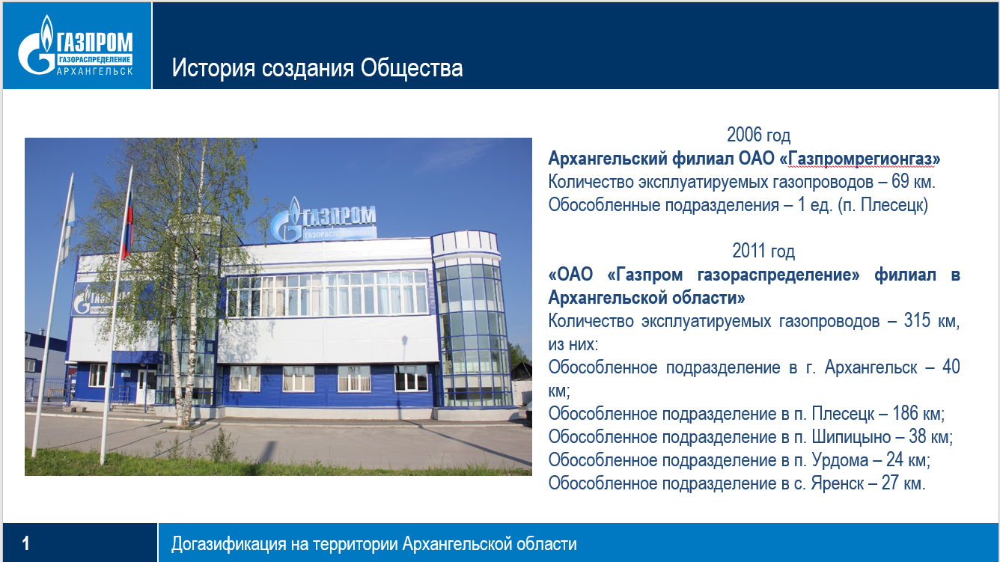 ГАЗПРОМ
ГАЗОРАСПРЕДЕЛЕНИЕ
АРХАНГЕЛЬСК
История создания Общества
ГАЗПРОМ
ГАЗОРАСПРЕДЕЛЕНИЕ
ГАЗПРОМ
2006 год
Архангельский филиал ОАО «Газпромрегионгаз»
Количество эксплуатируемых газопроводов – 69 км.
Обособленные подразделения – 1 ед. (п. Плесецк)
2011 год
«ОАО «Газпром газораспределение» филиал в
Архангельской области»
Количество эксплуатируемых газопроводов – 315 км,
из них:
Обособленное подразделение в г. Архангельск – 40
км;
Обособленное подразделение в п. Плесецк – 186 км;
Обособленное подразделение в п. Шипицыно – 38 км;
Обособленное подразделение в п. Урдома – 24 км;
Обособленное подразделение в с. Яренск – 27 км.
1
Догазификация на территории Архангельской области